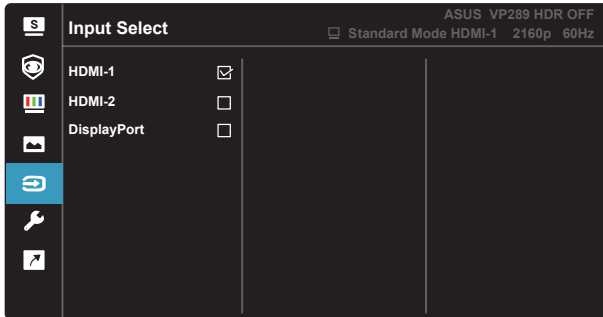 S
ASUS VP289 HDR OFF
Input Select
Standard Mode HDMI-1 2160p 60Hz
HDMI-1
HDMI-2
DisplayPort